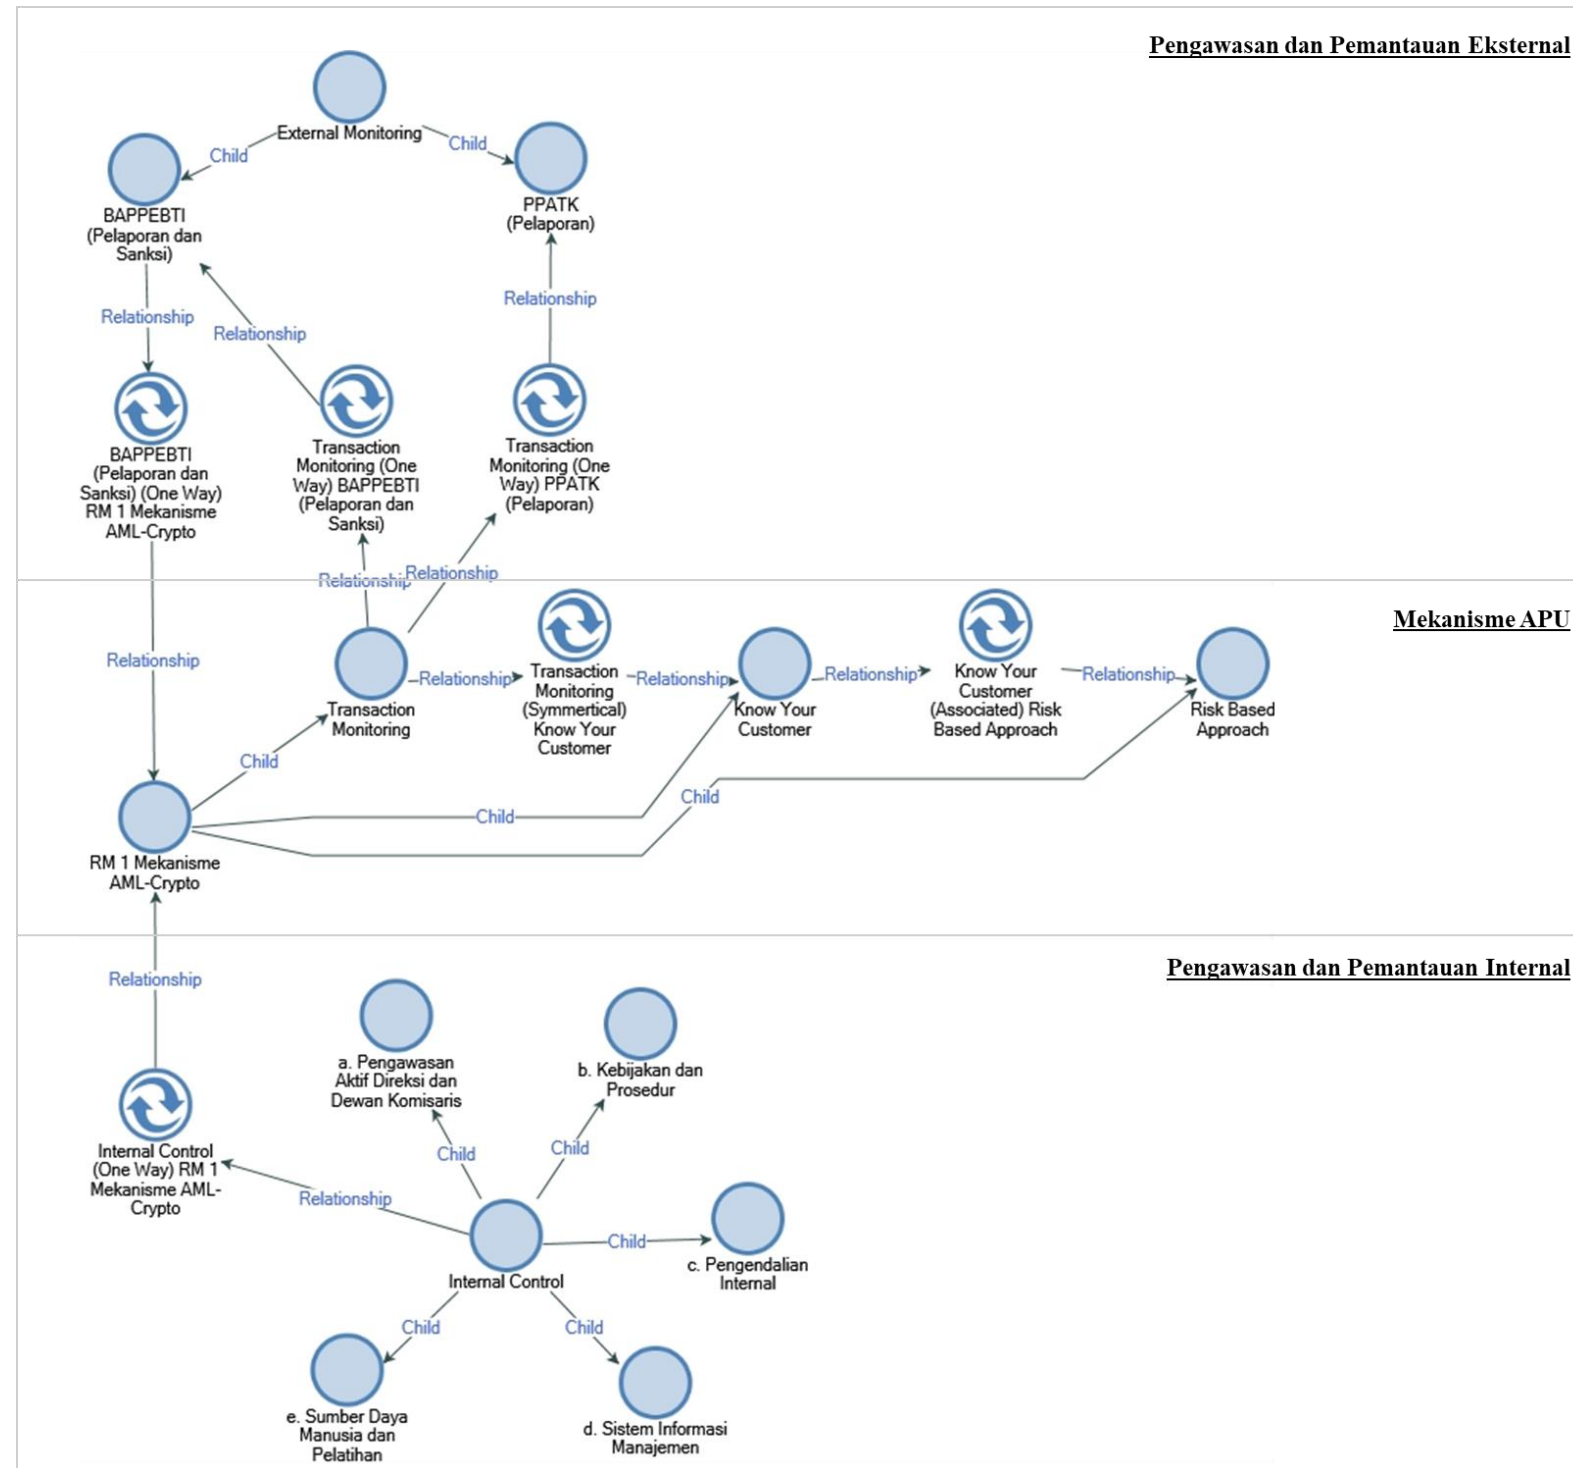 Pengawasan dan Pemantauan Eksternal
External Monitoring
Child
Child
BAPPEBTI
(Pelaporan dan
Sanksi)
PPATK
(Pelaporan)
Relationship
Relationship
Relationship
BAPPEBTI
(Pelaporan dan
Sanksi) (One Way)
RM 1 Mekanisme
AML-Crypto
Transaction
Monitoring (One
Way) BAPPEBTI
(Pelaporan dan
Sanksi)
Transaction
Monitoring (One
Way) PPATK
(Pelaporan)
Relationship
Relationship
Mekanisme APU
Relationship
Transaction
Monitoring
Relationship
Transaction
Monitoring
(Symmertical)
Know Your
Customer
Relationship
Know Your
Customer
Relationship
Know Your
Customer
(Associated) Risk
Based Approach
Relationship
Risk Based
Approach
Child
Child
Child
RM 1 Mekanisme
AML-Crypto
Pengawasan dan Pemantauan Internal
Relationship
a. Pengawasan
Aktif Direksi dan
Dewan Komisaris
b. Kebijakan dan
Prosedur
Child
Child
Internal Control
(One Way) RM 1
Mekanisme AML-
Crypto
Relationship
Internal Control
Child
c. Pengendalian
Internal
Child
Child
e. Sumber Daya
Manusia dan
Pelatihan
d. Sistem Informasi
Manajemen